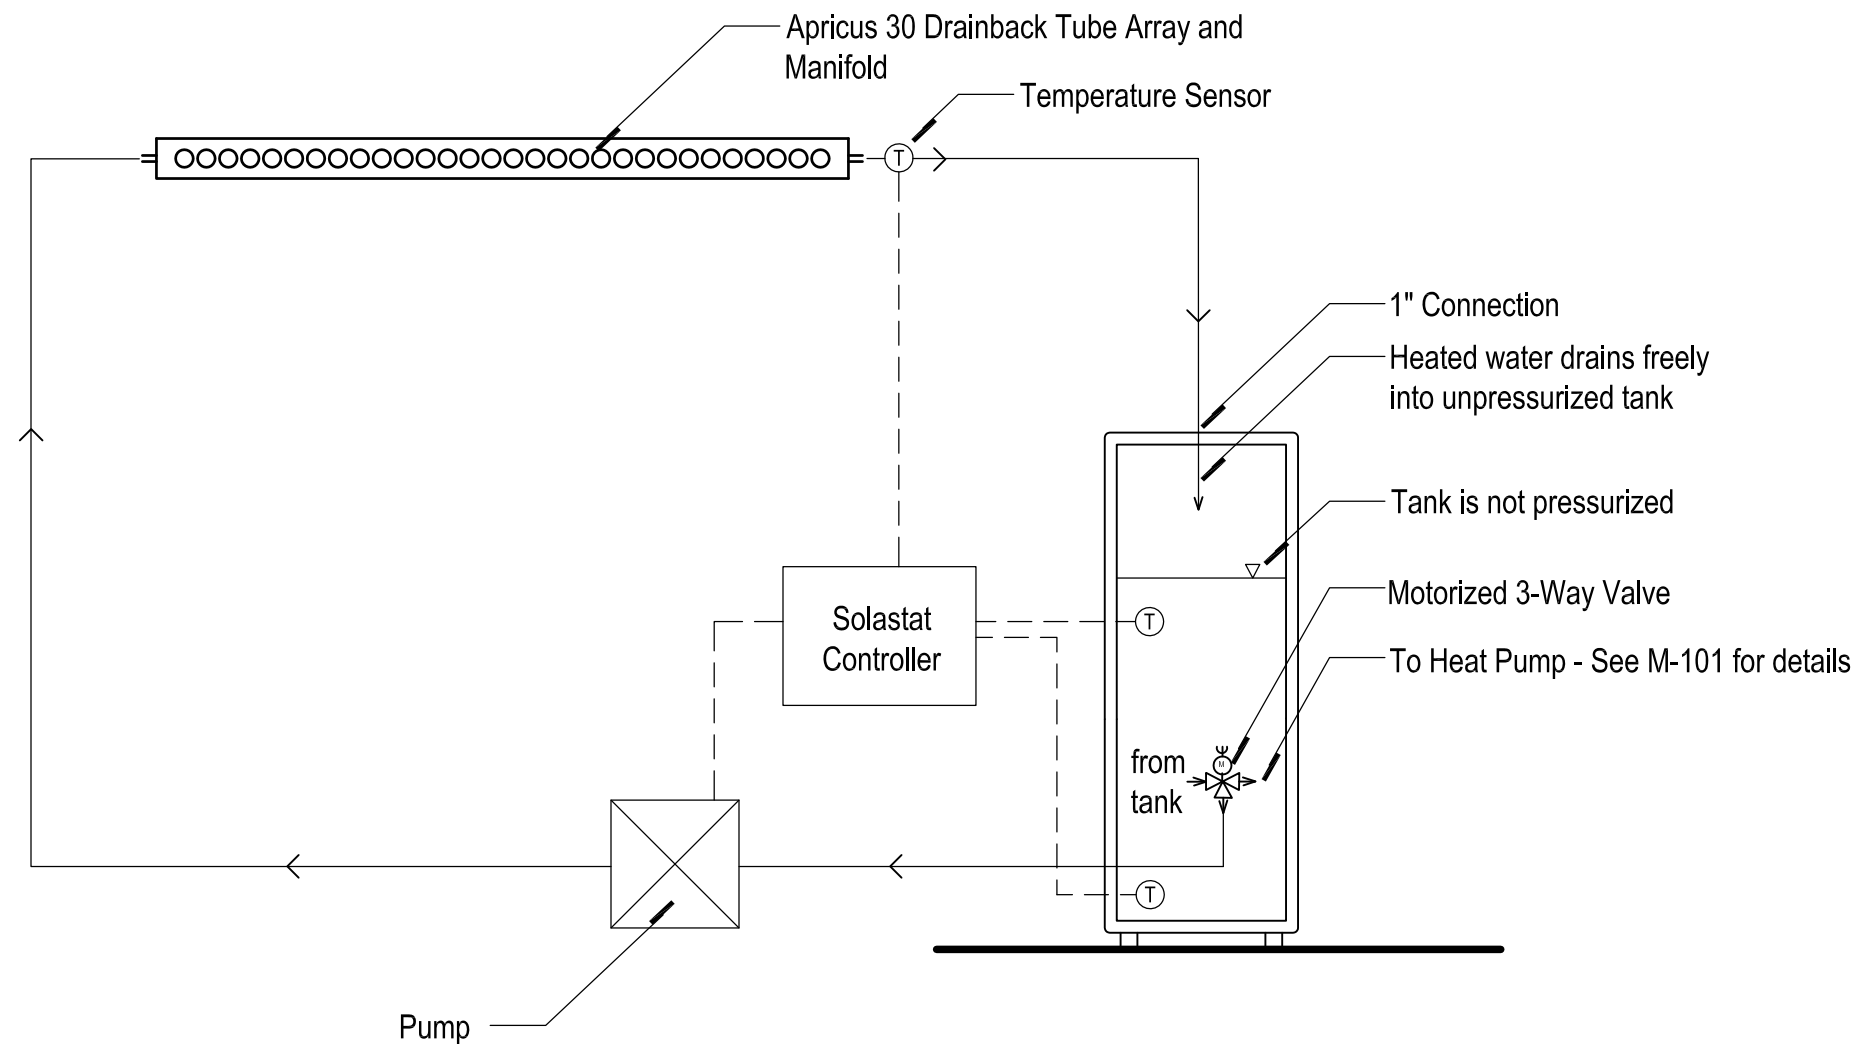 Apricus 30 Drainback Tube Array and
Manifold
Temperature Sensor
T
1" Connection
Heated water drains freely
into unpressurized tank
Tank is not pressurized
Motorized 3-Way Valve
Solastat
Controller
T
To Heat Pump - See M-101 for details
from
tank
M
T
Pump